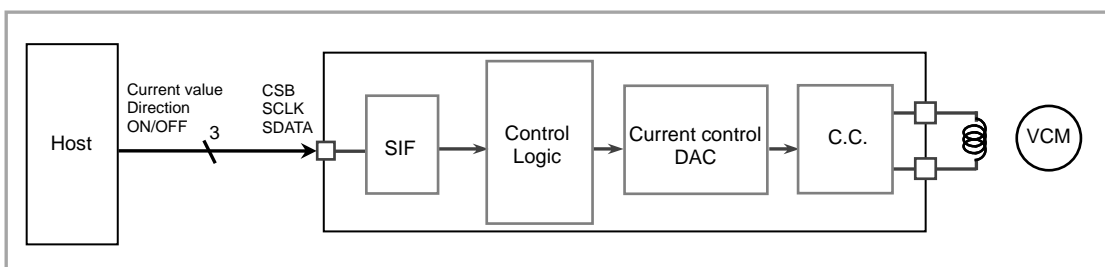 Host
Current value
Direction
ON/OFF
3
CSB
SCLK
SDATA
SIF
Control
Logic
Current control
DAC
C.C.
VCM